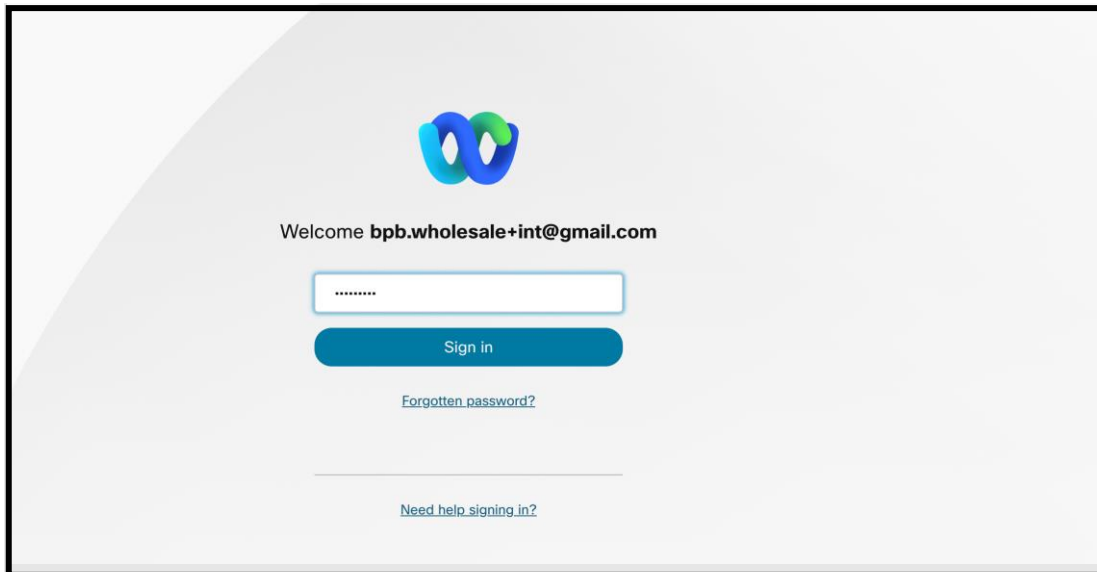 Welcome bpb.wholesale+int@gmail.com
•••••••••
Sign in
Forgotten password?
Need help signing in?